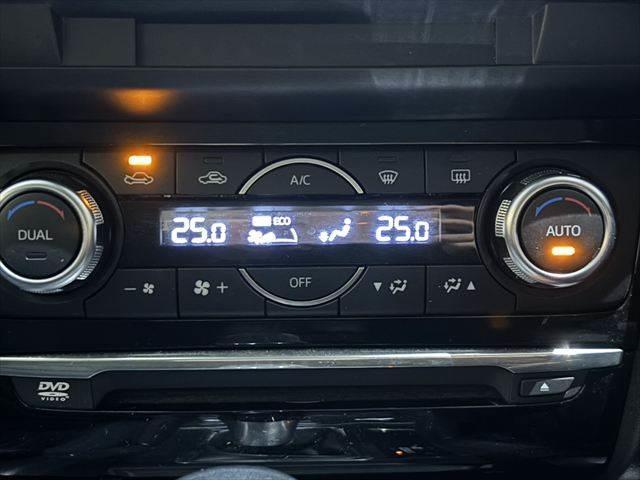 A/C
DUAL
25.0 ECO 25.0
AUTO
− OFF
+
DVD
VIDEO